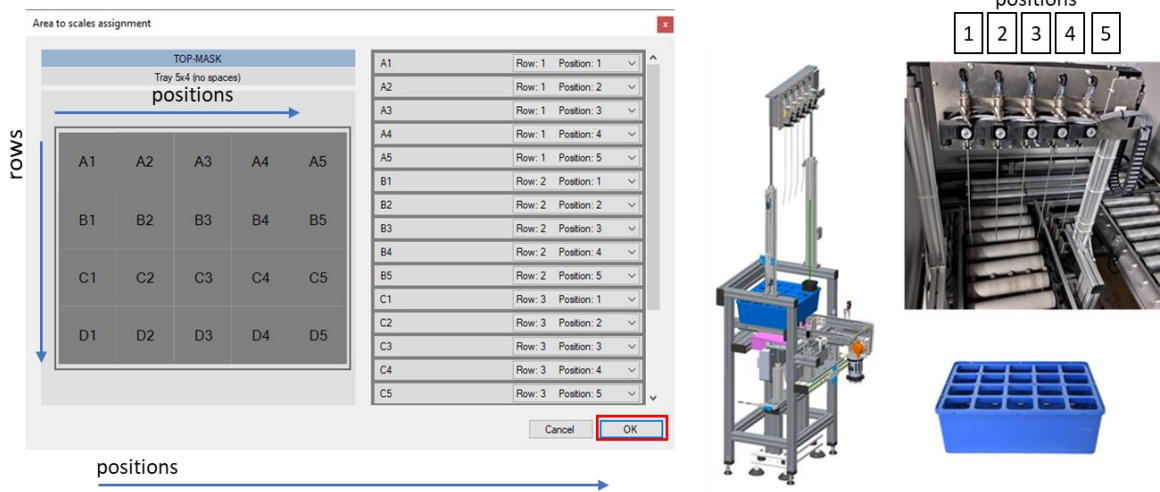 Area to scales assignment
x
TOP-MASK
Tray 5x4 (no spaces)
positions
rows
A1 A2 A3 A4 A5
B1 B2 B3 B4 B5
C1 C2 C3 C4 C5
D1 D2 D3 D4 D5
A1 Row: 1 Position: 1
A2 Row: 1 Position: 2
A3 Row: 1 Position: 3
A4 Row: 1 Position: 4
A5 Row: 1 Position: 5
B1 Row: 2 Position: 1
B2 Row: 2 Position: 2
B3 Row: 2 Position: 3
B4 Row: 2 Position: 4
B5 Row: 2 Position: 5
C1 Row: 3 Position: 1
C2 Row: 3 Position: 2
C3 Row: 3 Position: 3
C4 Row: 3 Position: 4
C5 Row: 3 Position: 5
Cancel OK
positions
positions
1 2 3 4 5